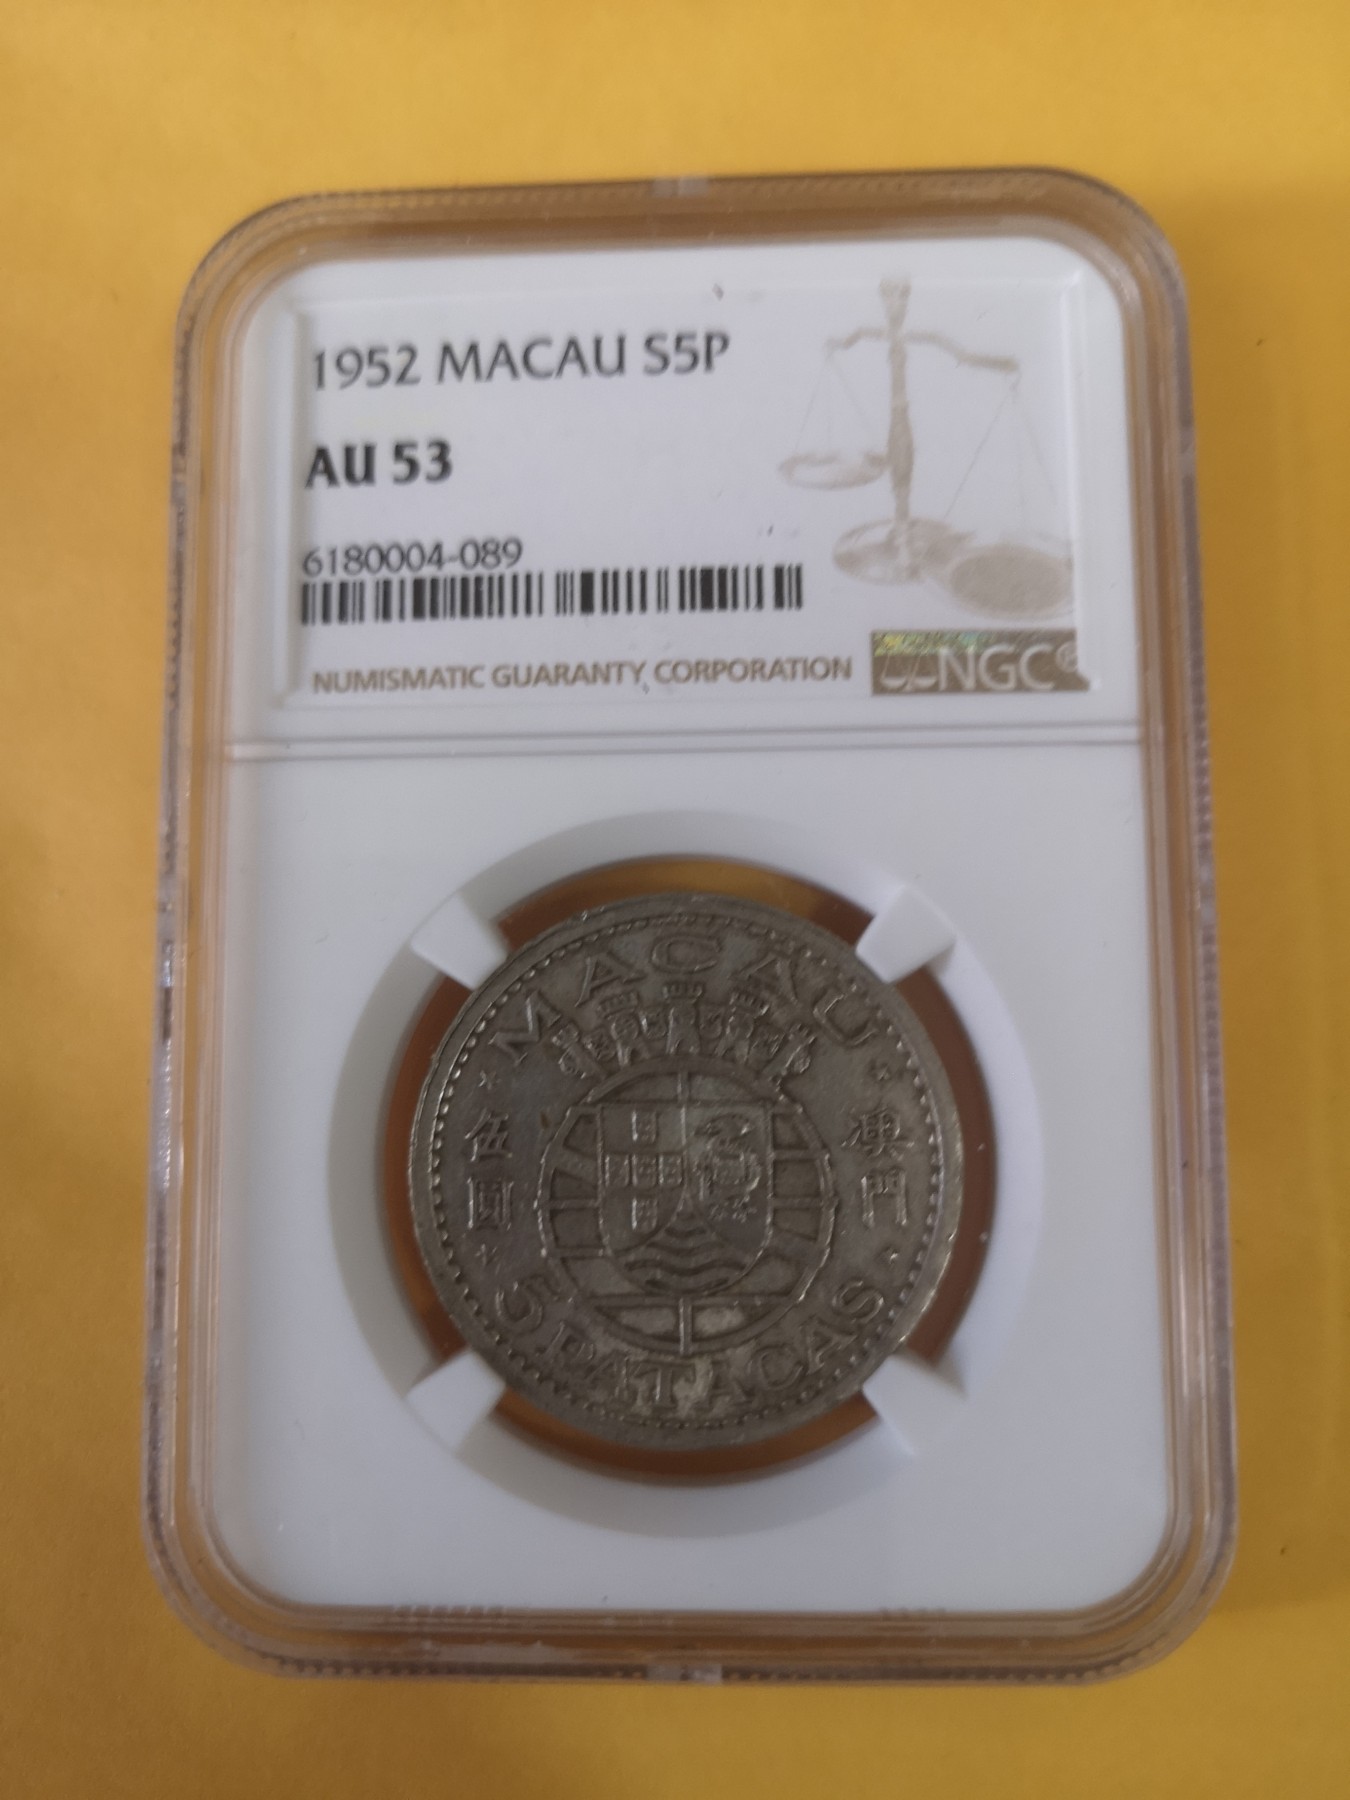 1952 MACAU S5P
AU 53
6180004-089
NUMISMATIC GUARANTY CORPORATION
NGC®
MACAU
伍圓
澳門
5 PATACAS